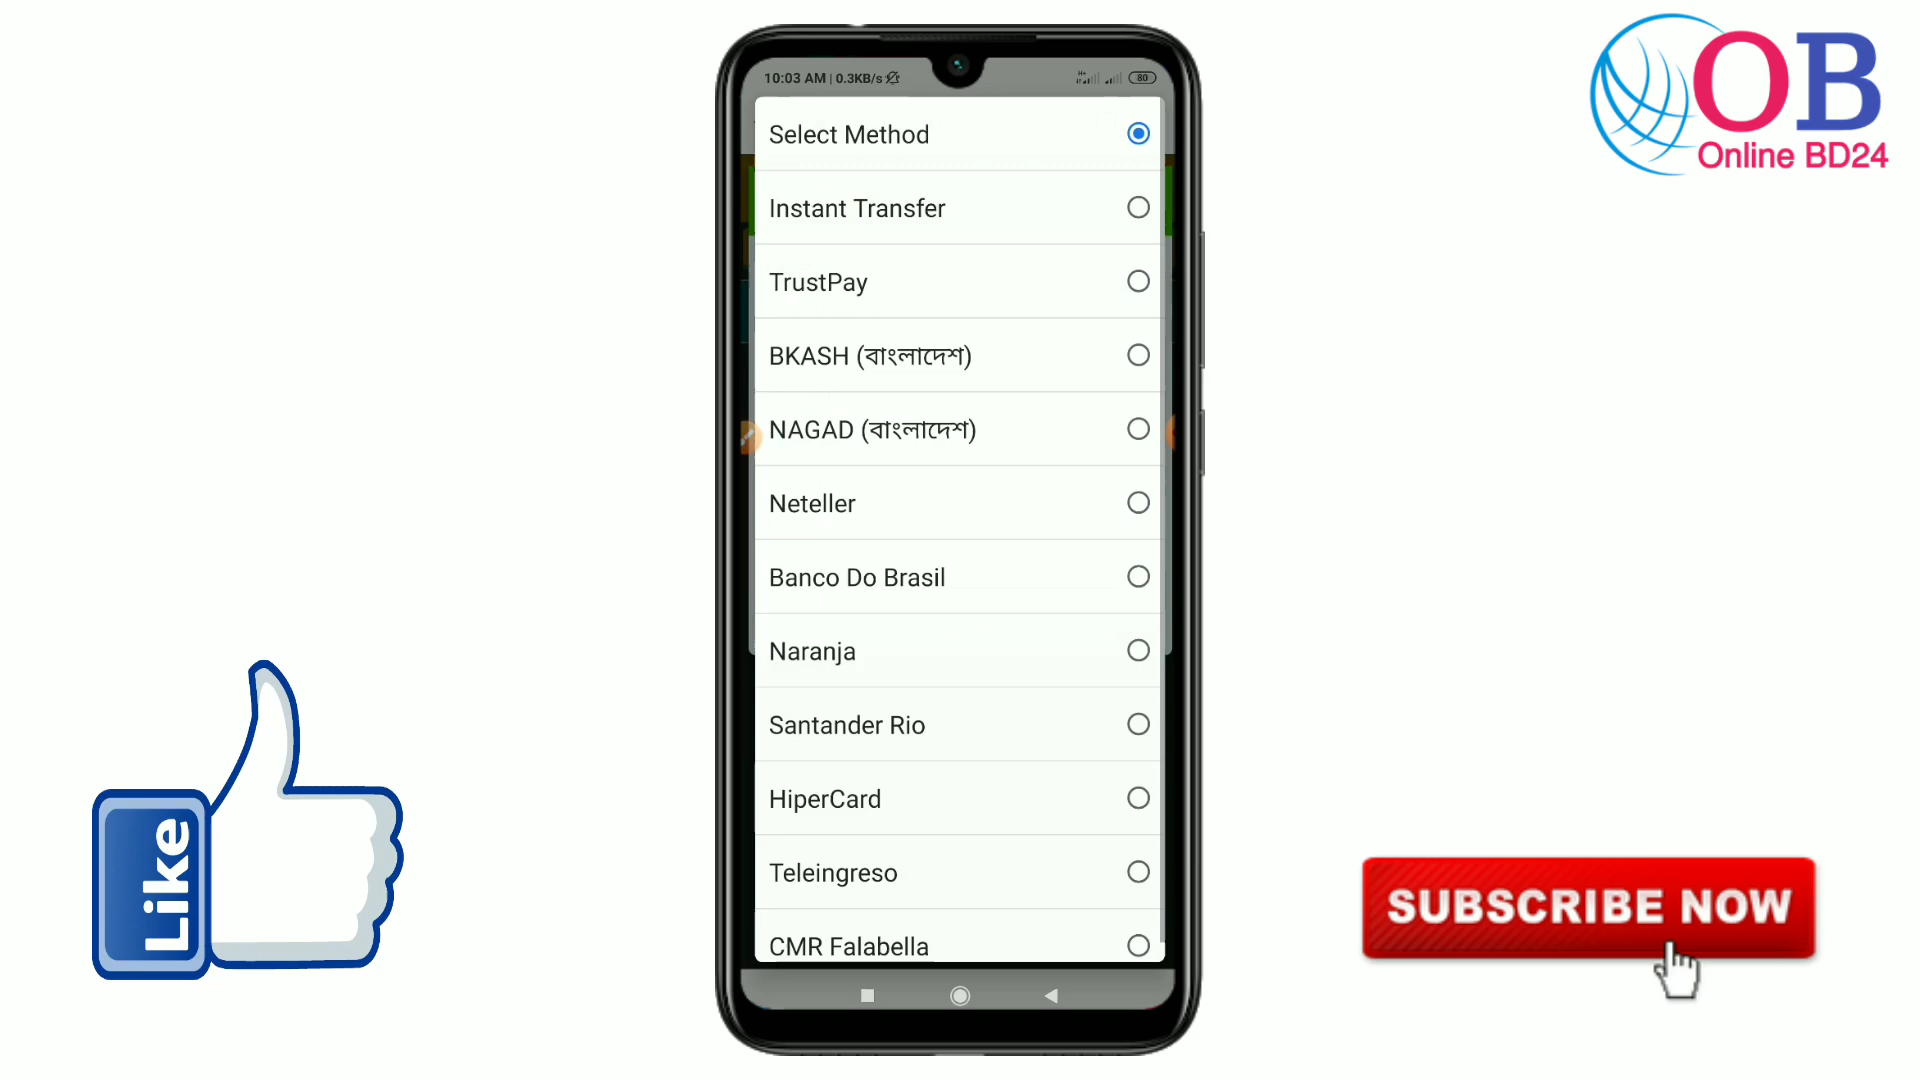 OB
Online BD24
10:03 AM | 0.3KB/s
80
Select Method
Instant Transfer
TrustPay
BKASH (বাংলাদেশ)
NAGAD (বাংলাদেশ)
Neteller
Banco Do Brasil
Naranja
Santander Rio
HiperCard
Teleingreso
CMR Falabella
Like
SUBSCRIBE NOW